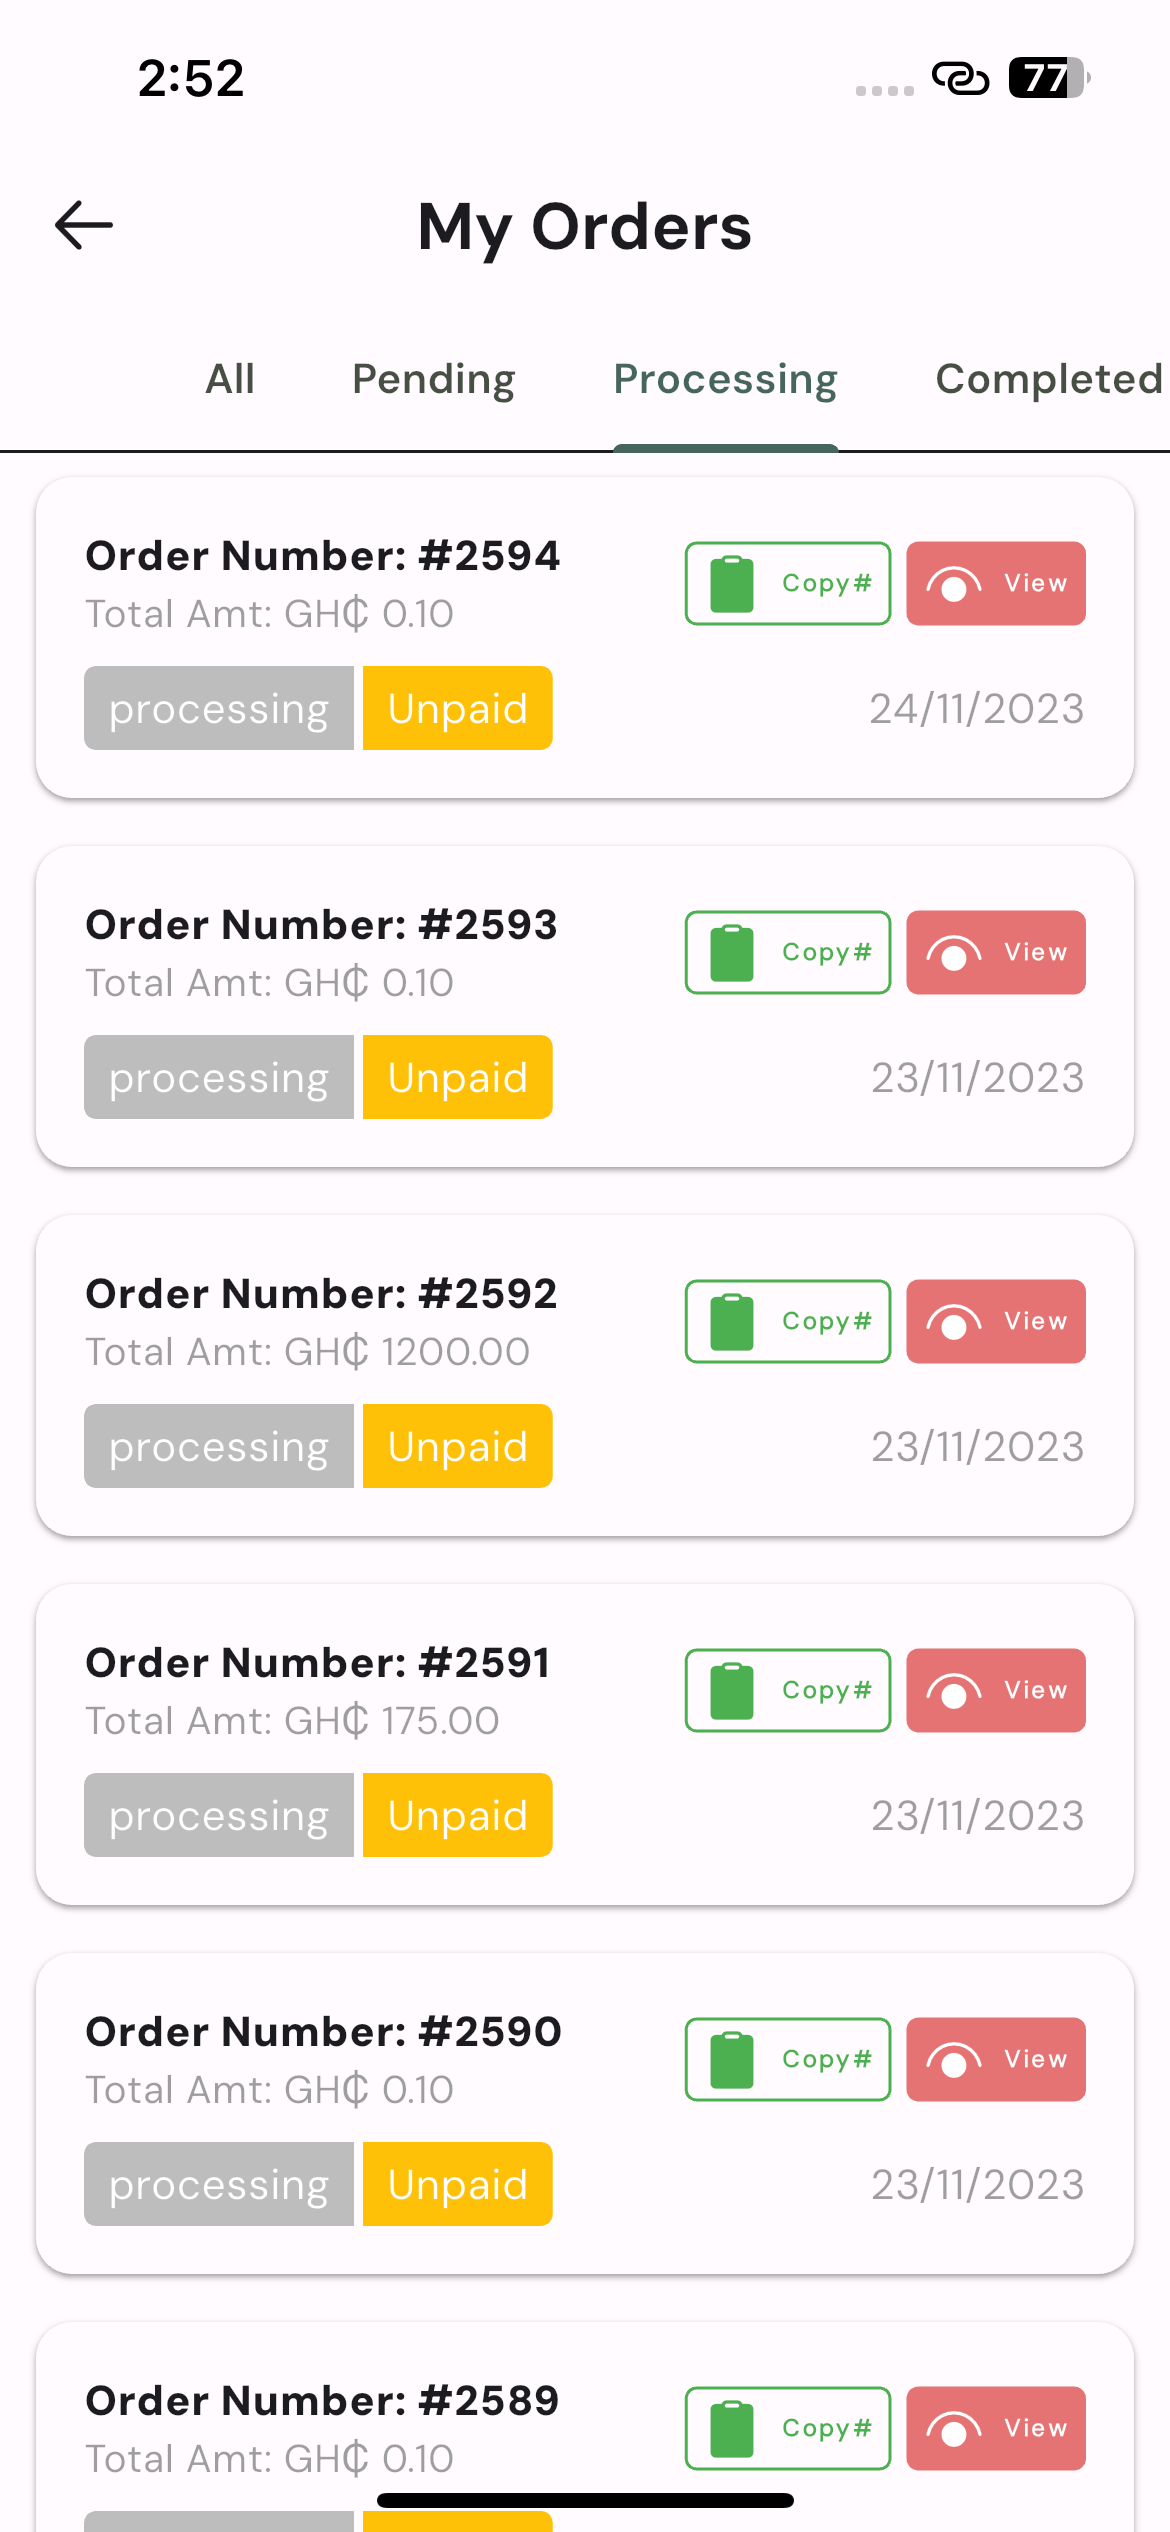 2:52
77
My Orders
All Pending Processing Completed
Order Number: #2594
Total Amt: GH₵ 0.10
Copy# View
processing Unpaid
24/11/2023
Order Number: #2593
Total Amt: GH₵ 0.10
Copy# View
processing Unpaid
23/11/2023
Order Number: #2592
Total Amt: GH₵ 1200.00
Copy# View
processing Unpaid
23/11/2023
Order Number: #2591
Total Amt: GH₵ 175.00
Copy# View
processing Unpaid
23/11/2023
Order Number: #2590
Total Amt: GH₵ 0.10
Copy# View
processing Unpaid
23/11/2023
Order Number: #2589
Total Amt: GH₵ 0.10
Copy# View